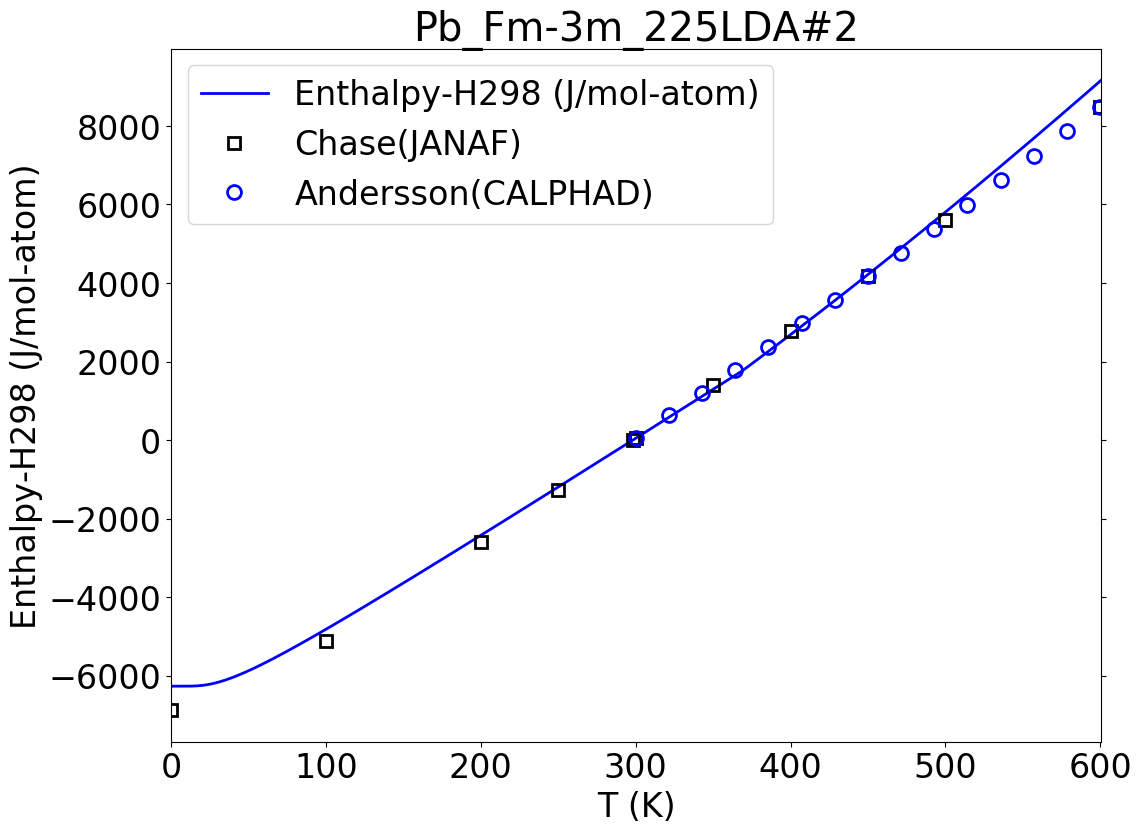 Pb_Fm-3m_225LDA#2
Enthalpy-H298 (J/mol-atom)
Chase(JANAF)
Andersson(CALPHAD)
Enthalpy-H298 (J/mol-atom)
8000
6000
4000
2000
0
−2000
−4000
−6000
0 100 200 300 400 500 600
T (K)